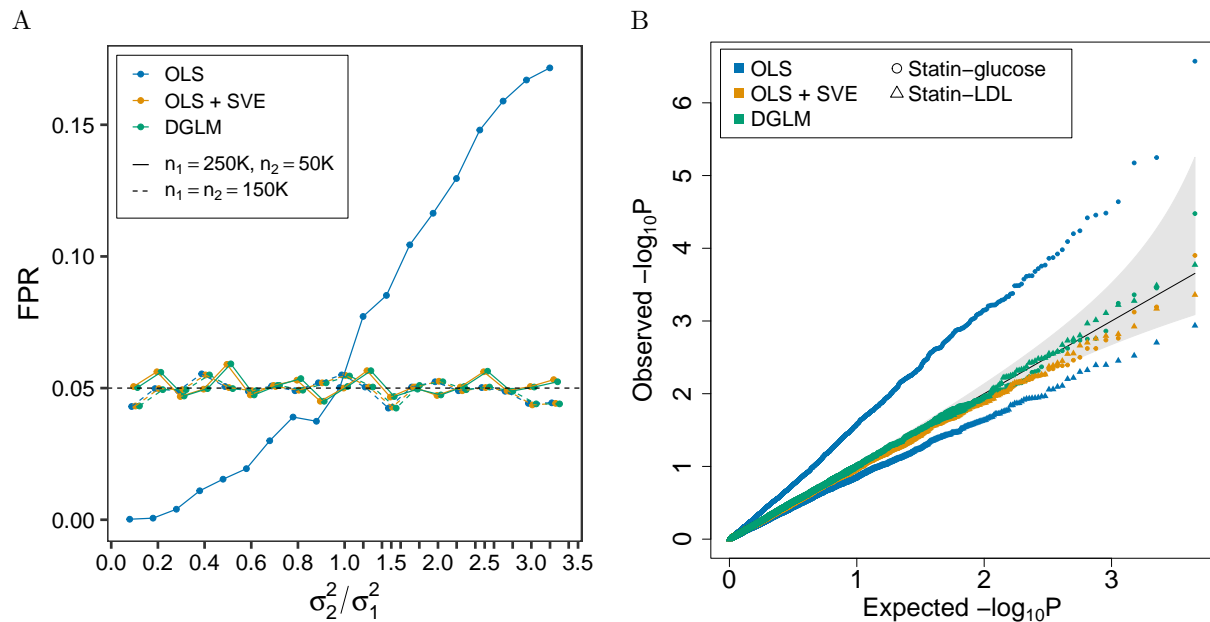 A
OLS
OLS + SVE
DGLM
n₁ = 250K, n₂ = 50K
n₁ = n₂ = 150K
FPR
0.15
0.10
0.05
0.00
0.0 0.2 0.4 0.6 0.8 1.0 1.5 2.0 2.5 3.0 3.5
σ₂²/σ₁²
B
OLS
OLS + SVE
DGLM
Statin−glucose
Statin−LDL
Observed −log₁₀P
6
5
4
3
2
1
0
0 1 2 3
Expected −log₁₀P